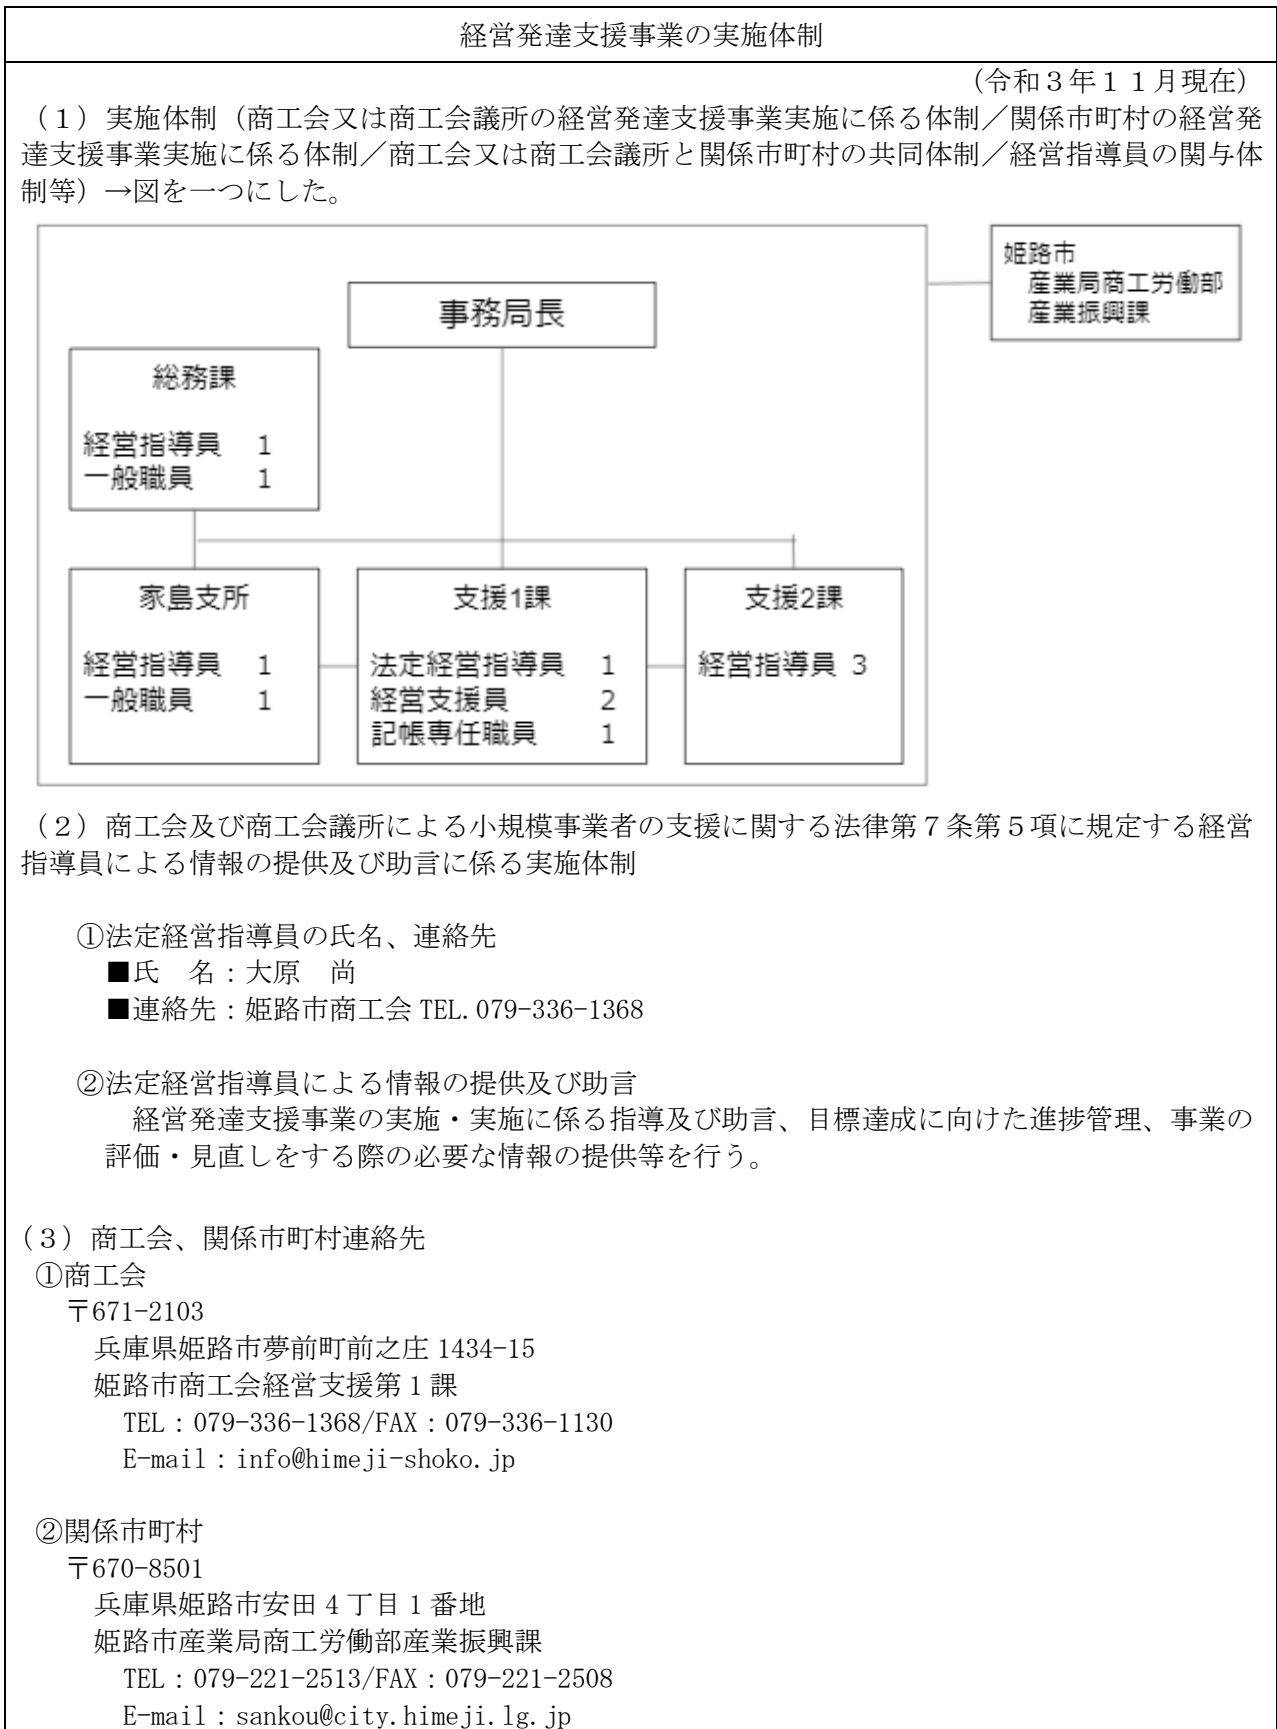 経営発達支援事業の実施体制
（令和３年１１月現在）
（１）実施体制（商工会又は商工会議所の経営発達支援事業実施に係る体制／関係市町村の経営発
達支援事業実施に係る体制／商工会又は商工会議所と関係市町村の共同体制／経営指導員の関与体
制等）→図を一つにした。
姫路市
産業局商工労働部
産業振興課
事務局長
総務課
経営指導員 1
一般職員 1
家島支所
経営指導員 1
一般職員 1
支援1課
法定経営指導員 1
経営支援員 2
記帳専任職員 1
支援2課
経営指導員 3
（２）商工会及び商工会議所による小規模事業者の支援に関する法律第７条第５項に規定する経営
指導員による情報の提供及び助言に係る実施体制
①法定経営指導員の氏名、連絡先
■氏　名：大原　尚
■連絡先：姫路市商工会 TEL.079-336-1368
②法定経営指導員による情報の提供及び助言
経営発達支援事業の実施・実施に係る指導及び助言、目標達成に向けた進捗管理、事業の
評価・見直しをする際の必要な情報の提供等を行う。
（３）商工会、関係市町村連絡先
①商工会
〒671-2103
兵庫県姫路市夢前町前之庄 1434-15
姫路市商工会経営支援第１課
TEL：079-336-1368/FAX：079-336-1130
E-mail：info@himeji-shoko.jp
②関係市町村
〒670-8501
兵庫県姫路市安田４丁目１番地
姫路市産業局商工労働部産業振興課
TEL：079-221-2513/FAX：079-221-2508
E-mail：sankou@city.himeji.lg.jp